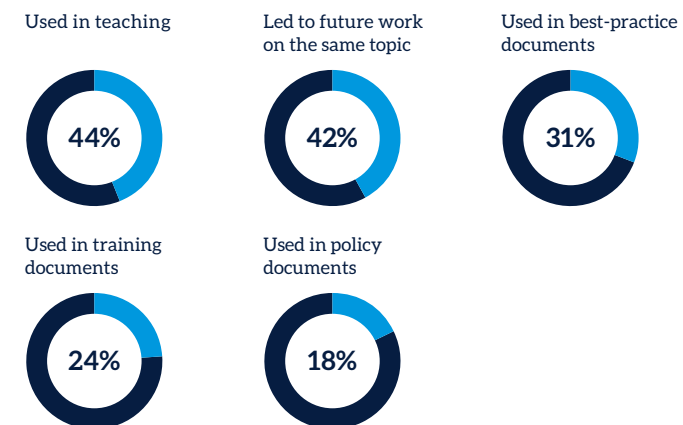 Used in teaching
44%
Led to future work
on the same topic
42%
Used in best-practice
documents
31%
Used in training
documents
24%
Used in policy
documents
18%